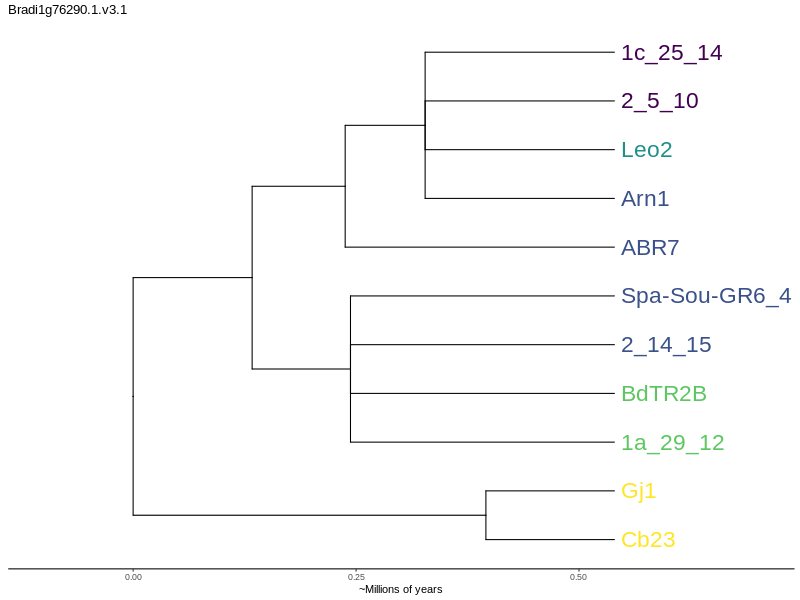 Bradi1g76290.1.v3.1
1c_25_14
2_5_10
Leo2
Arn1
ABR7
Spa-Sou-GR6_4
2_14_15
BdTR2B
1a_29_12
Gj1
Cb23
0.00 0.25 0.50
~Millions of years